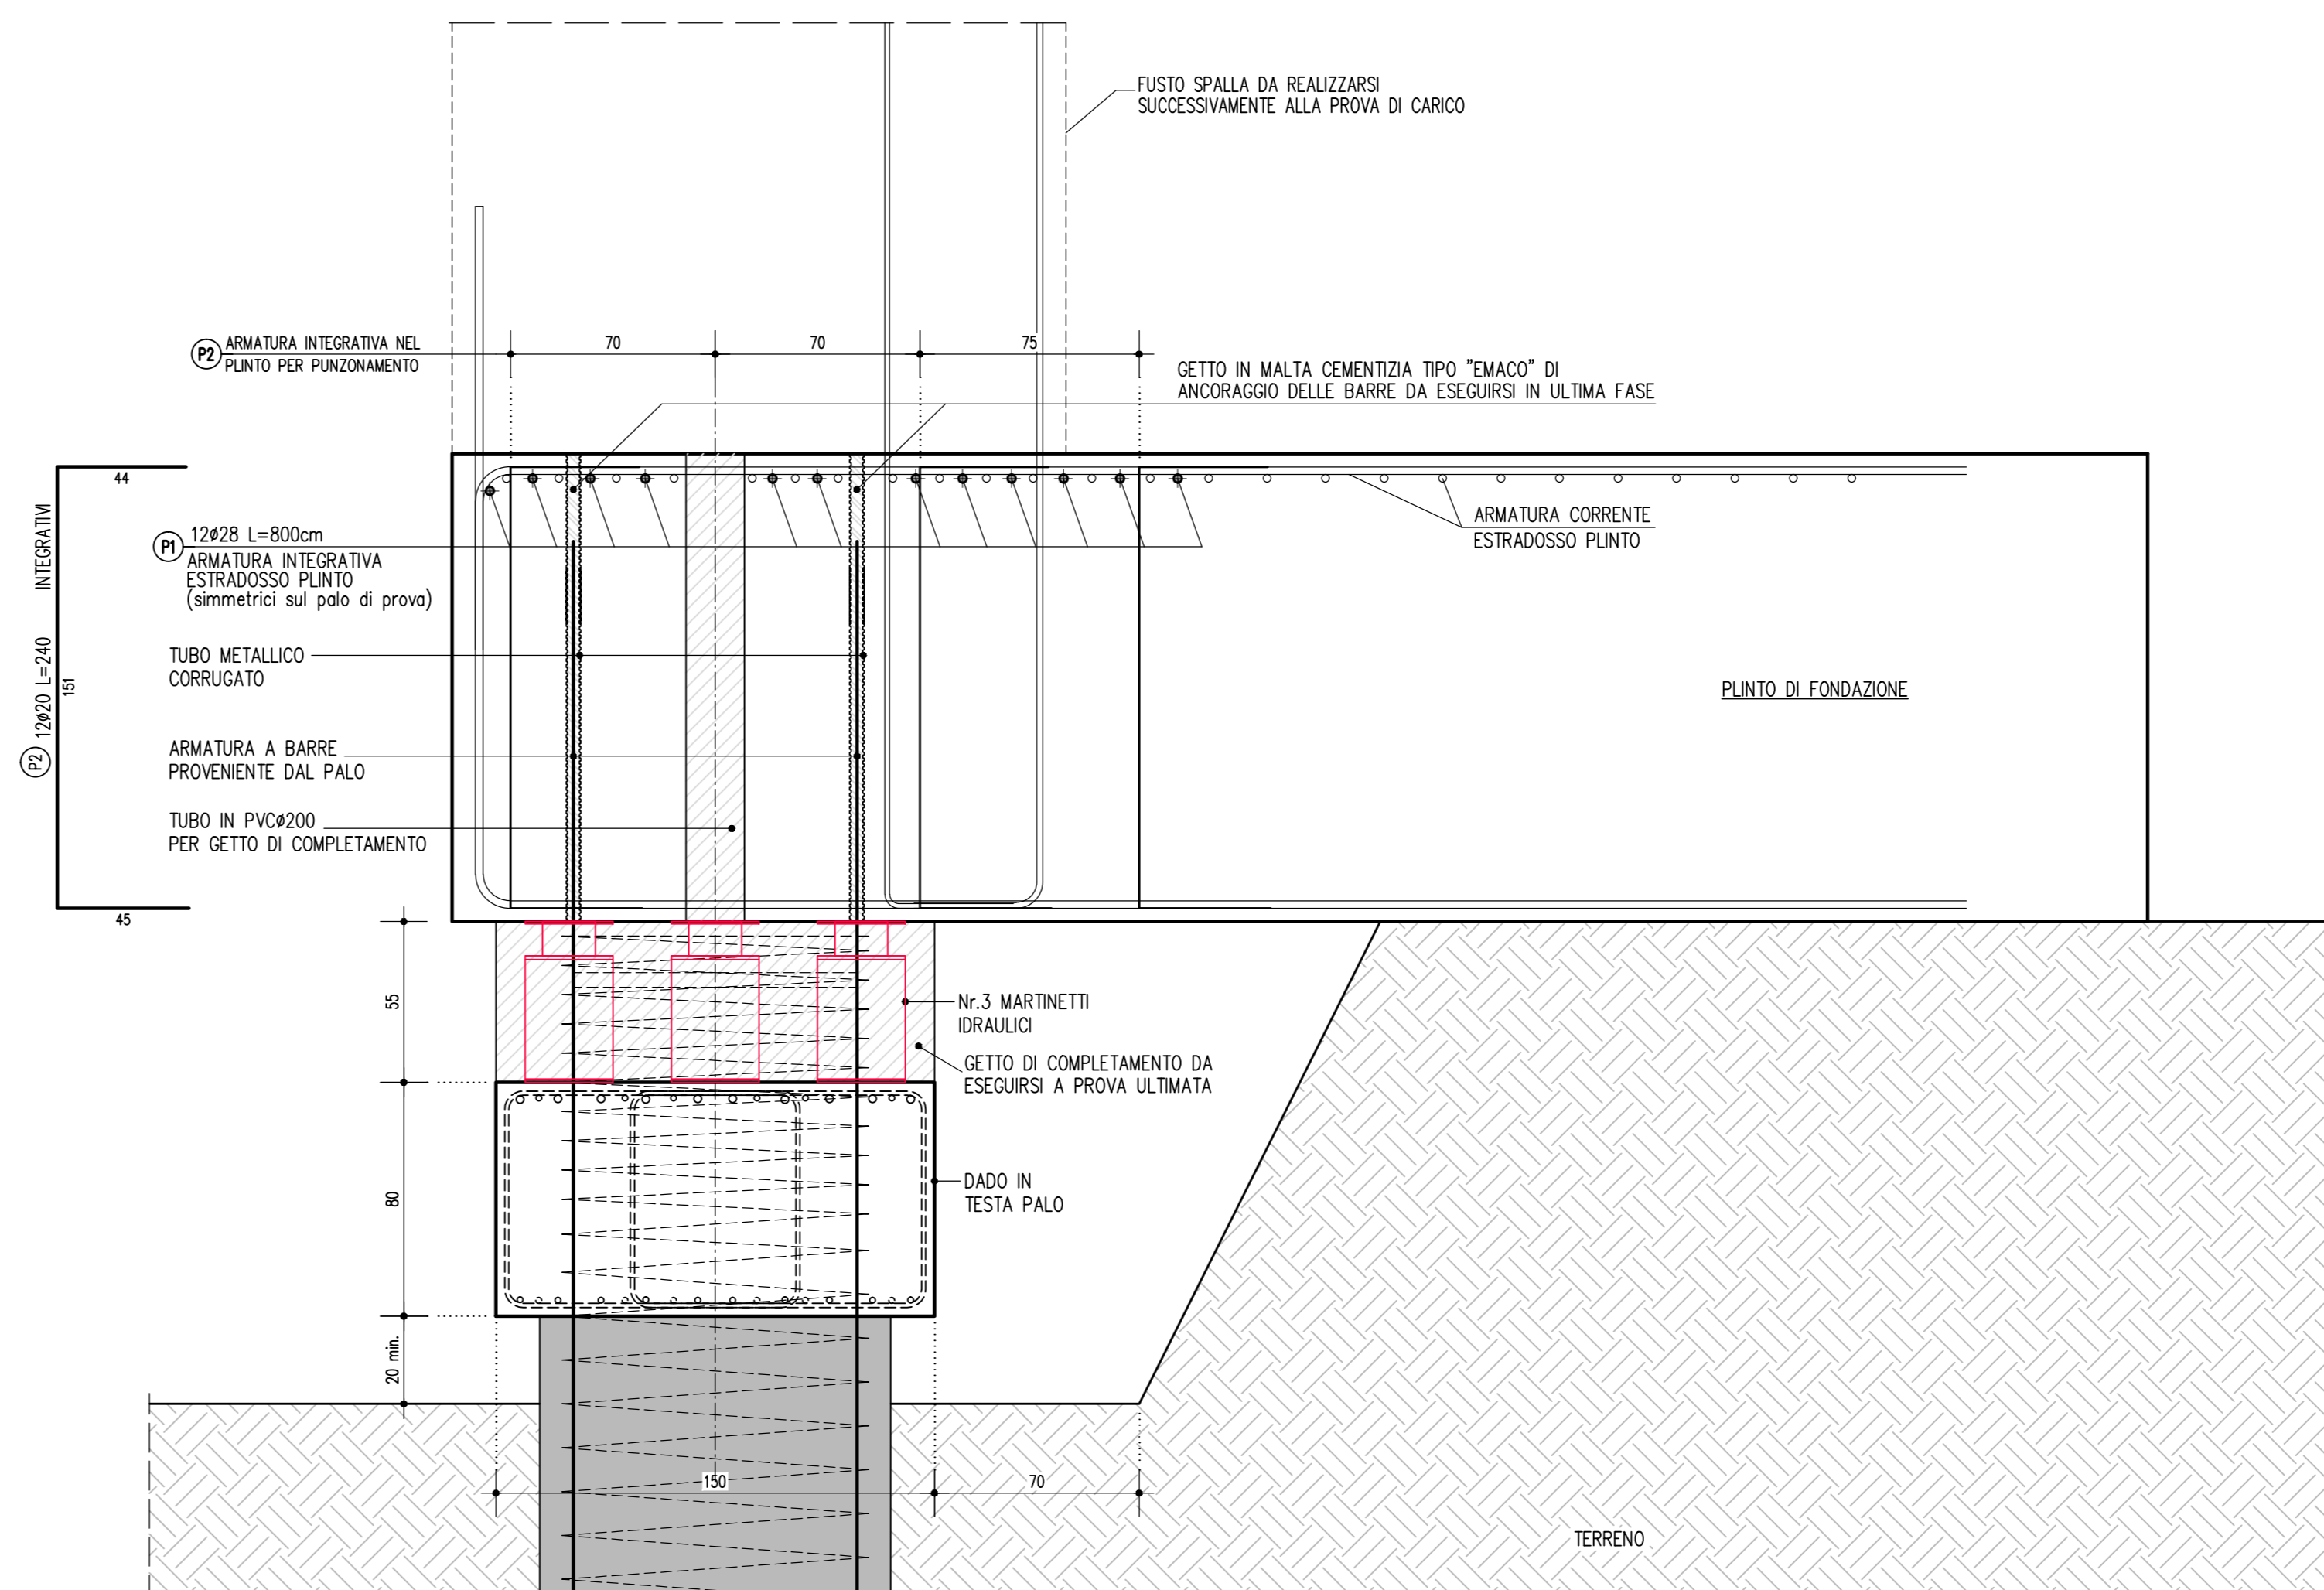 FUSTO SPALLA DA REALIZZARSI
SUCCESSIVAMENTE ALLA PROVA DI CARICO
P2 ARMATURA INTEGRATIVA NEL
PLINTO PER PUNZONAMENTO
70
70
75
GETTO IN MALTA CEMENTIZIA TIPO "EMACO" DI
ANCORAGGIO DELLE BARRE DA ESEGUIRSI IN ULTIMA FASE
44
P2 12ø20 L=240 INTEGRATIVI
151
45
P1 12ø28 L=800cm
ARMATURA INTEGRATIVA
ESTRADOSSO PLINTO
(simmetrici sul palo di prova)
ARMATURA CORRENTE
ESTRADOSSO PLINTO
TUBO METALLICO
CORRUGATO
PLINTO DI FONDAZIONE
ARMATURA A BARRE
PROVENIENTE DAL PALO
TUBO IN PVCø200
PER GETTO DI COMPLETAMENTO
55
Nr.3 MARTINETTI
IDRAULICI
GETTO DI COMPLETAMENTO DA
ESEGUIRSI A PROVA ULTIMATA
80
DADO IN
TESTA PALO
20 min.
150
70
TERRENO